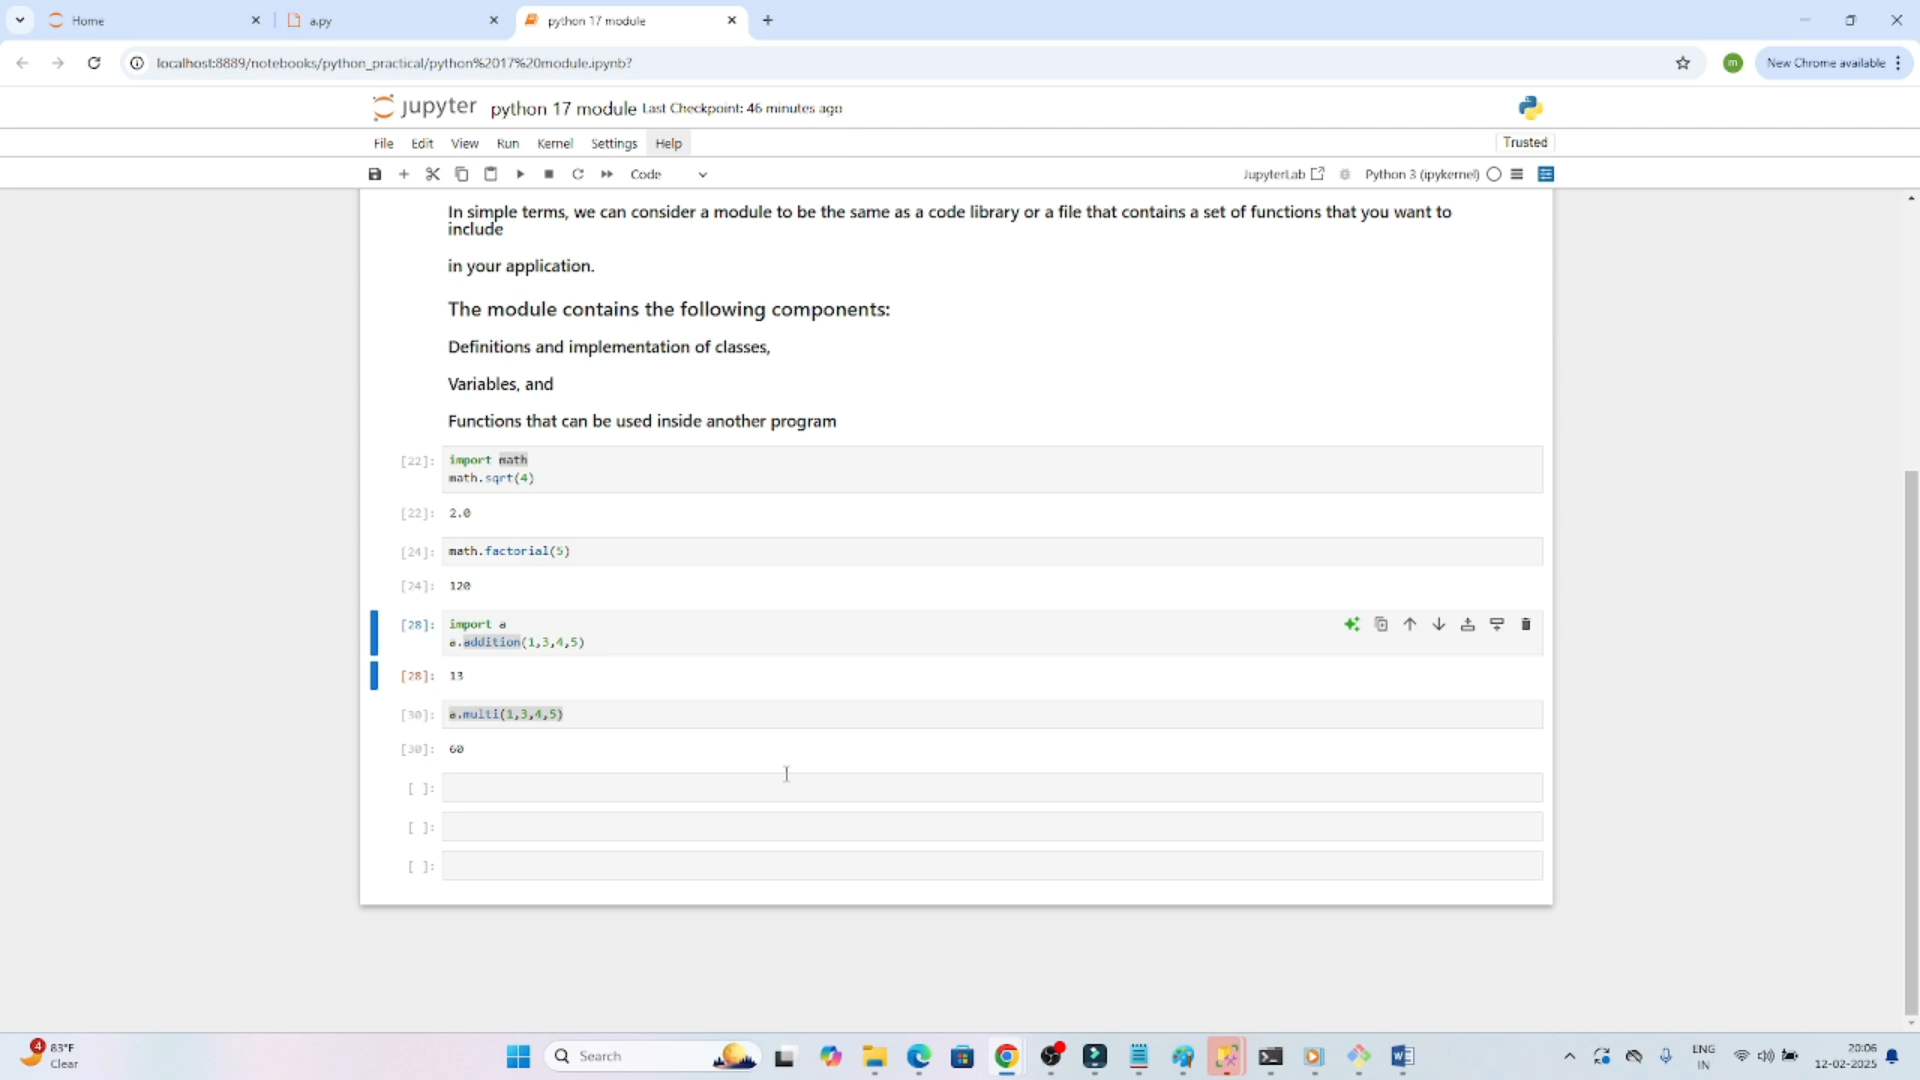 Home
a.py
python 17 module
localhost:8889/notebooks/python_practical/python%2017%20module.ipynb?
m
New Chrome available
jupyter python 17 module Last Checkpoint: 46 minutes ago
File Edit View Run Kernel Settings Help
Trusted
Code
JupyterLab
Python 3 (ipykernel)
In simple terms, we can consider a module to be the same as a code library or a file that contains a set of functions that you want to
include
in your application.
The module contains the following components:
Definitions and implementation of classes,
Variables, and
Functions that can be used inside another program
[22]: import math
math.sqrt(4)
[22]: 2.0
[24]: math.factorial(5)
[24]: 120
[28]: import a
a.addition(1,3,4,5)
[28]: 13
[30]: a.multi(1,3,4,5)
[30]: 60
[ ]:
[ ]:
[ ]:
4
83°F
Clear
Search
ENG
IN
20:06
12-02-2025